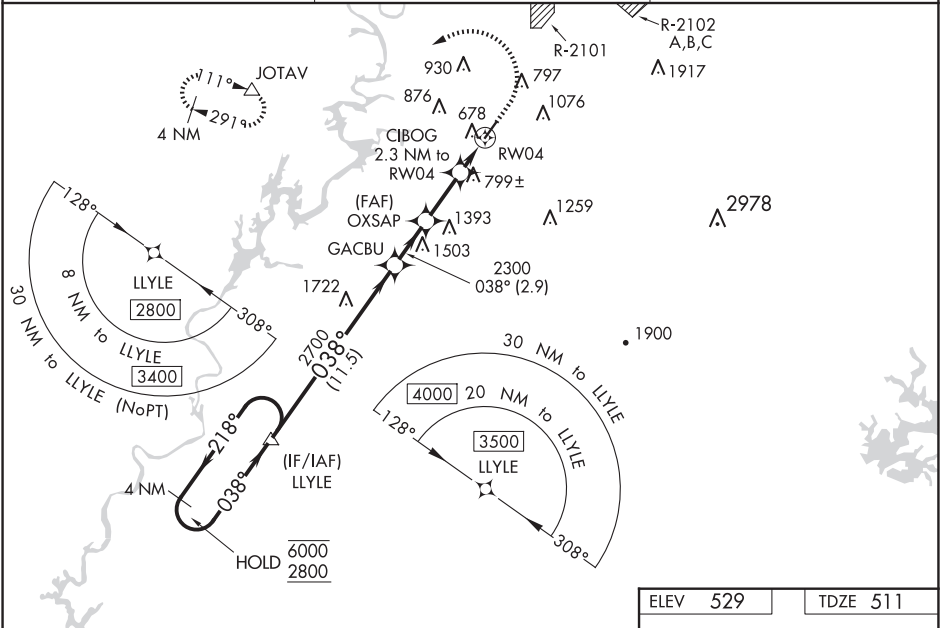 R-2101
R-2102
A,B,C
930
797
1917
111°
JOTAV
291°
4 NM
876
678
1076
CIBOG
2.3 NM to
RW04
RW04
799±
(FAF)
OXSAP
1393
1259
2978
GACBU
1503
2300
038° (2.9)
1722
128°
LLYLE
2800
308°
8 NM to LLYLE
3400
30 NM to LLYLE (NoPT)
2700
038°
(11.5)
1900
30 NM to LLYLE
4000
20 NM to LLYLE
128°
3500
LLYLE
308°
218°
038°
(IF/IAF)
LLYLE
4 NM
HOLD
6000
2800
ELEV 529
TDZE 511